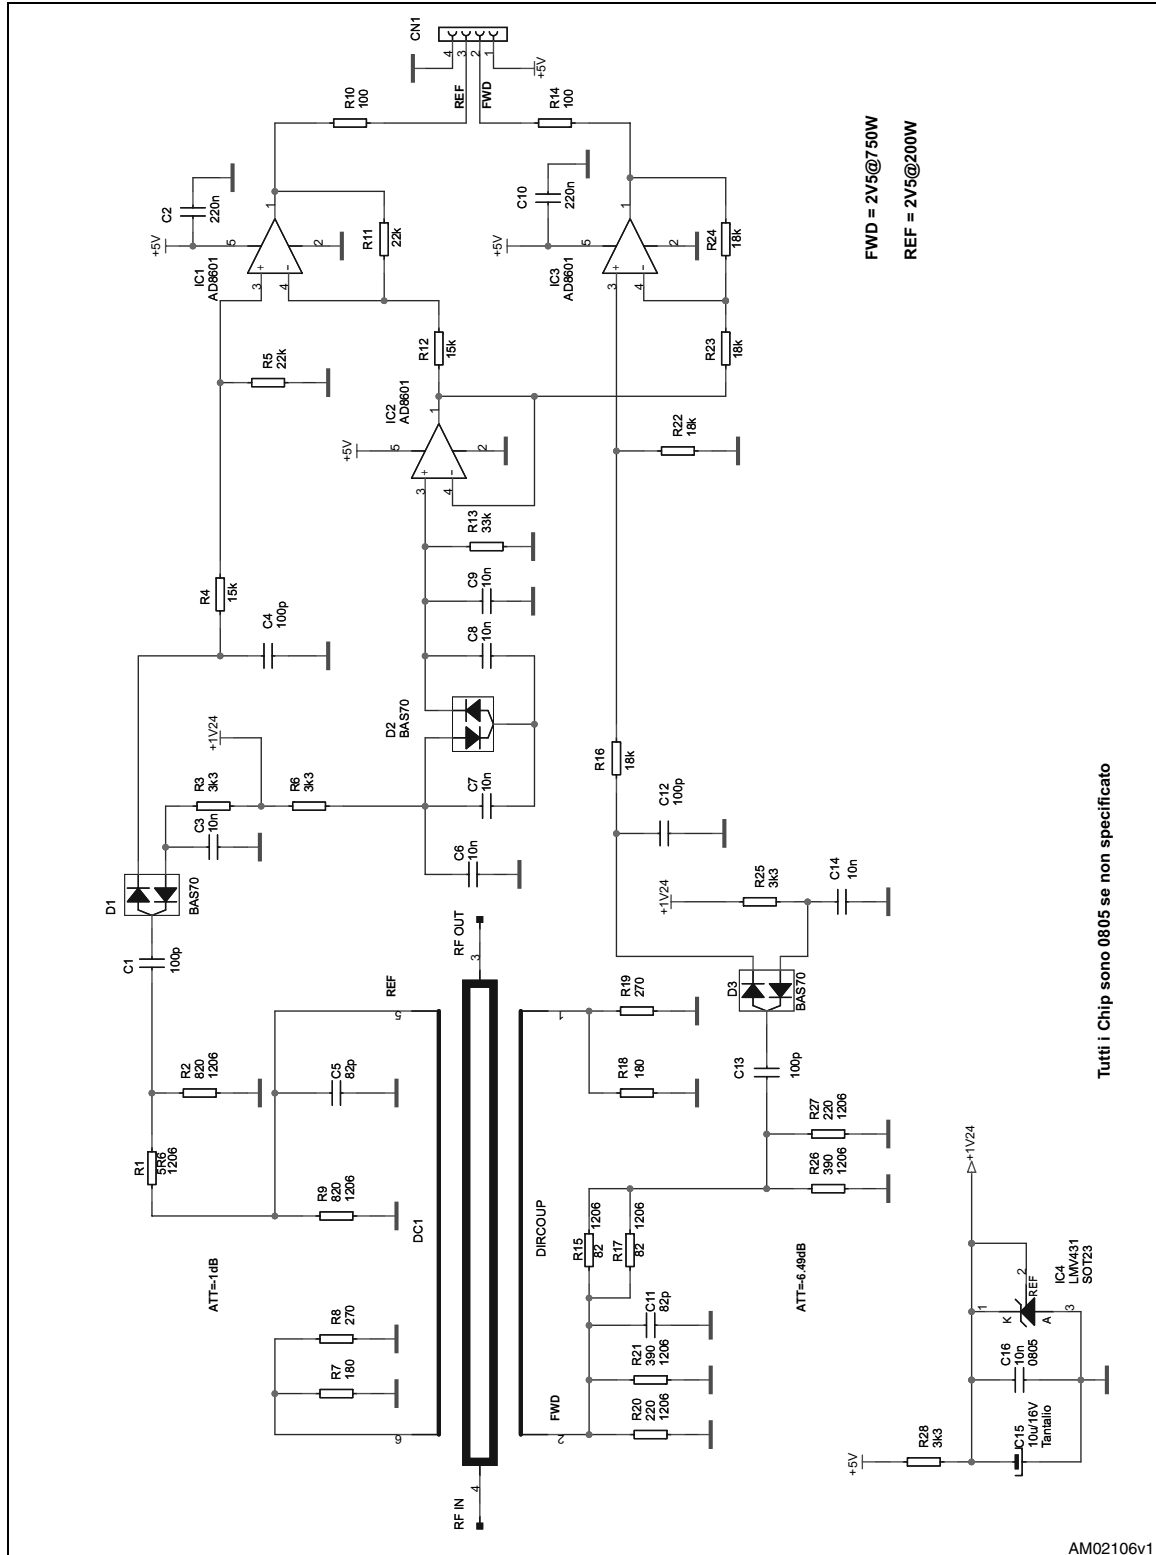 CN1
4
3
2
1
+5V
REF
FWD
R10
100
R14
100
C2
220n
+5V
5
1
2
IC1
AD8601
3
+
4
-
R11
22k
C10
220n
+5V
5
1
2
IC3
AD8601
3
+
4
-
R24
18k
FWD = 2V5@750W
REF = 2V5@200W
R5
22k
R12
15k
R23
18k
IC2
AD8601
+5V
5
1
2
3
+
4
-
R22
18k
R13
33k
R4
15k
C9
10n
C8
10n
C4
100p
D2
BAS70
+1V24
R3
3k3
R6
3k3
C3
10n
C7
10n
C6
10n
R16
18k
C12
100p
D1
BAS70
R25
3k3
+1V24
C14
10n
C1
100p
RF OUT
3
D3
BAS70
REF
5
R19
270
1
R18
180
C13
100p
R2
820
1206
C5
82p
R1
5R6
1206
R9
820
1206
R27
220
1206
R26
390
1206
DC1
DIRCOUP
R15
82
1206
R17
82
1206
ATT=-1dB
ATT=-6.49dB
C11
82p
R8
270
R7
180
R21
390
1206
R20
220
1206
FWD
2
6
RF IN
4
Tutti i Chip sono 0805 se non specificato
+1V24
IC4
LMV431
SOT23
2
REF
1
K
A
3
C16
10n
0805
C15
10u/16V
Tantalio
R28
3k3
+5V
AM02106v1